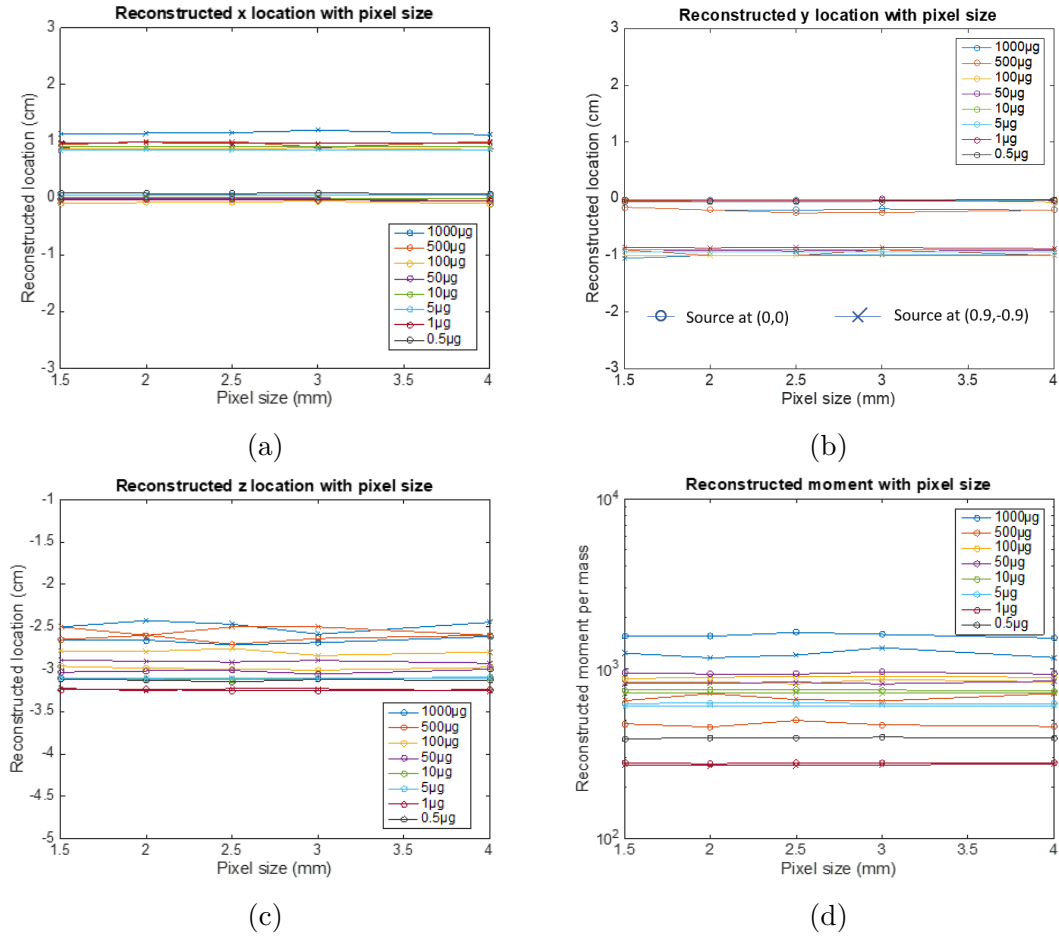 Reconstructed x location with pixel size
Reconstructed location (cm)
3
2
1
0
-1
-2
-3
1000µg
500µg
100µg
50µg
10µg
5µg
1µg
0.5µg
1.5
2
2.5
3
3.5
4
Pixel size (mm)
(a)
Reconstructed y location with pixel size
Reconstructed location (cm)
3
2
1
0
-1
-2
-3
1000µg
500µg
100µg
50µg
10µg
5µg
1µg
0.5µg
Source at (0,0)
Source at (0.9,-0.9)
1.5
2
2.5
3
3.5
4
Pixel size (mm)
(b)
Reconstructed z location with pixel size
Reconstructed location (cm)
-1
-1.5
-2
-2.5
-3
-3.5
-4
-4.5
-5
1000µg
500µg
100µg
50µg
10µg
5µg
1µg
0.5µg
1.5
2
2.5
3
3.5
4
Pixel size (mm)
(c)
Reconstructed moment with pixel size
Reconstructed moment per mass
10⁴
10³
10²
1000µg
500µg
100µg
50µg
10µg
5µg
1µg
0.5µg
1.5
2
2.5
3
3.5
4
Pixel size (mm)
(d)